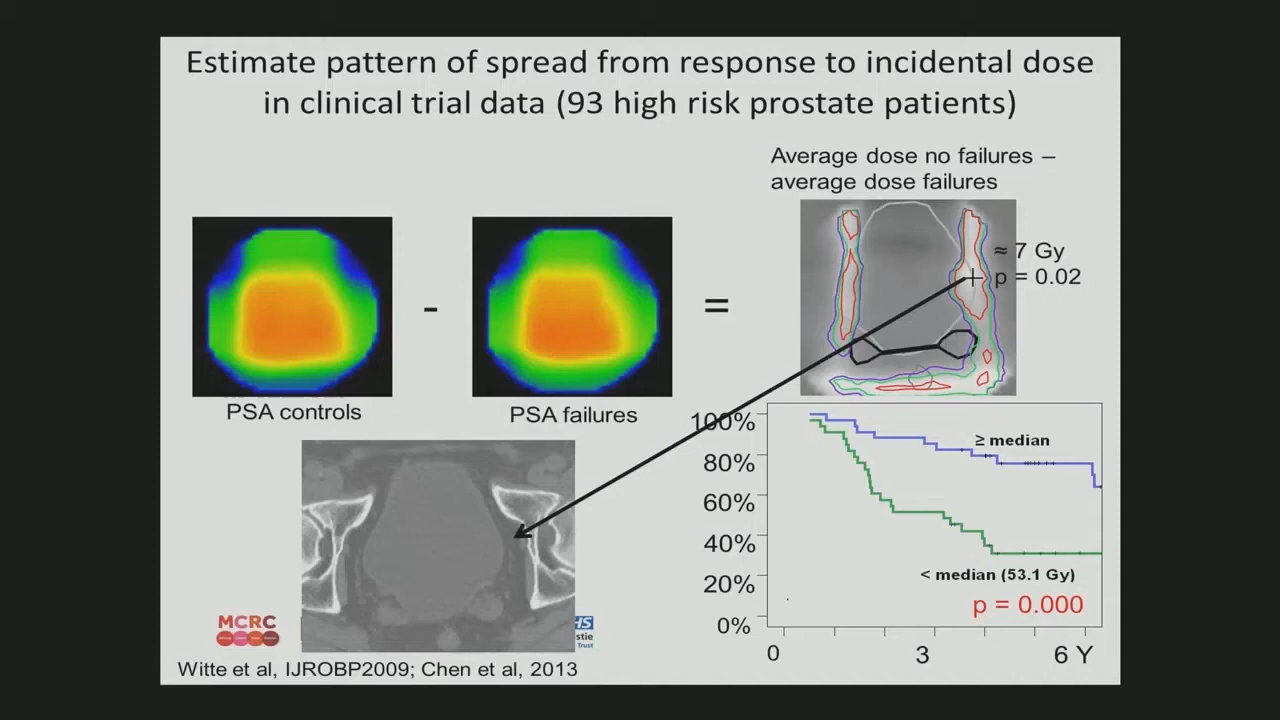 Estimate pattern of spread from response to incidental dose
in clinical trial data (93 high risk prostate patients)
Average dose no failures –
average dose failures
≈ 7 Gy
p = 0.02
-
=
PSA controls
PSA failures
100%
80%
60%
40%
20%
0%
≥ median
< median (53.1 Gy)
p = 0.000
0 3 6 Y
MCRC
HS
stie
Trust
Witte et al, IJROBP2009; Chen et al, 2013